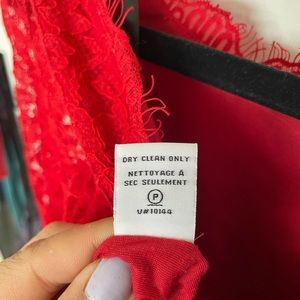 DRY CLEAN ONLY
NETTOYAGE À
SEC SEULEMENT
P
U#10144